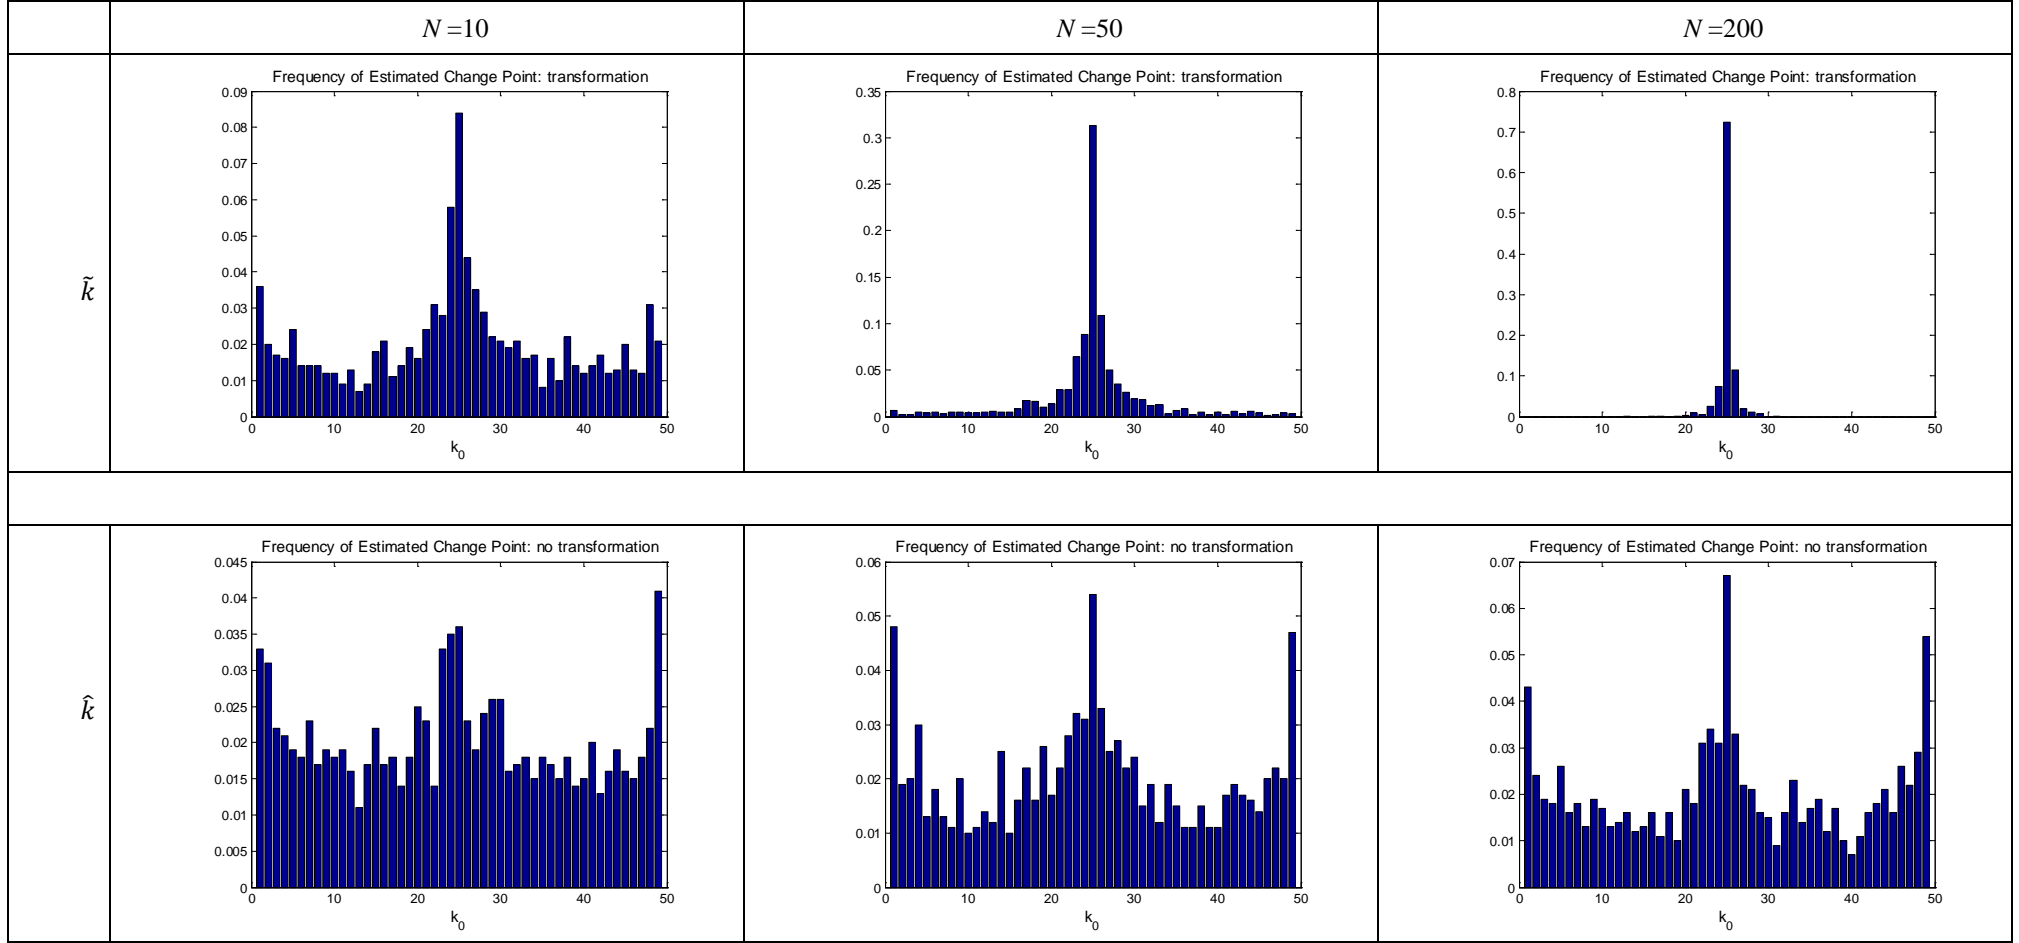 N =10 N =50 N =200
k̃
Frequency of Estimated Change Point: transformation
0.09
0.08
0.07
0.06
0.05
0.04
0.03
0.02
0.01
0
0 10 20 30 40 50
k0
Frequency of Estimated Change Point: transformation
0.35
0.3
0.25
0.2
0.15
0.1
0.05
0
0 10 20 30 40 50
k0
Frequency of Estimated Change Point: transformation
0.8
0.7
0.6
0.5
0.4
0.3
0.2
0.1
0
0 10 20 30 40 50
k0
k̂
Frequency of Estimated Change Point: no transformation
0.045
0.04
0.035
0.03
0.025
0.02
0.015
0.01
0.005
0
0 10 20 30 40 50
k0
Frequency of Estimated Change Point: no transformation
0.06
0.05
0.04
0.03
0.02
0.01
0
0 10 20 30 40 50
k0
Frequency of Estimated Change Point: no transformation
0.07
0.06
0.05
0.04
0.03
0.02
0.01
0
0 10 20 30 40 50
k0